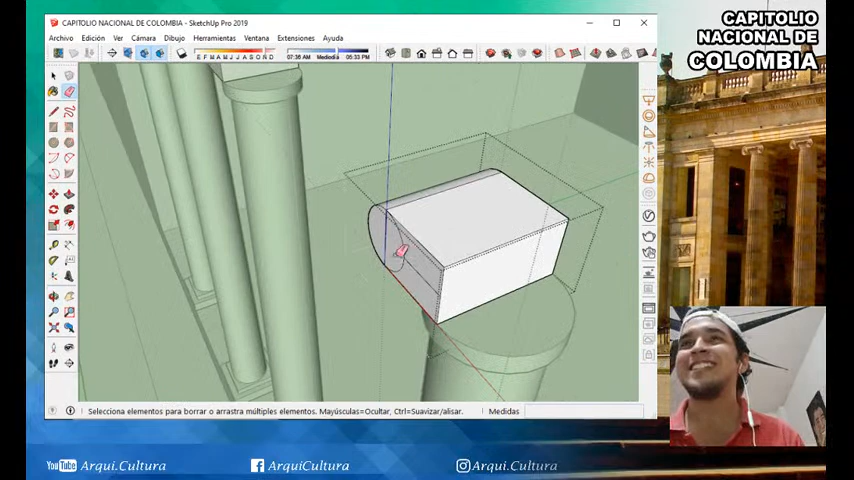 CAPITOLIO NACIONAL DE COLOMBIA - SketchUp Pro 2019
Archivo Edición Ver Cámara Dibujo Herramientas Ventana Extensiones Ayuda
E F M A M J J A S O N D 07:36 AM Mediodía 06:33 PM
CAPITOLIO
NACIONAL DE
COLOMBIA
Selecciona elementos para borrar o arrastra múltiples elementos. Mayúsculas=Ocultar, Ctrl=Suavizar/alisar. Medidas
YouTube Arqui.Cultura ArquiCultura Arqui.Cultura